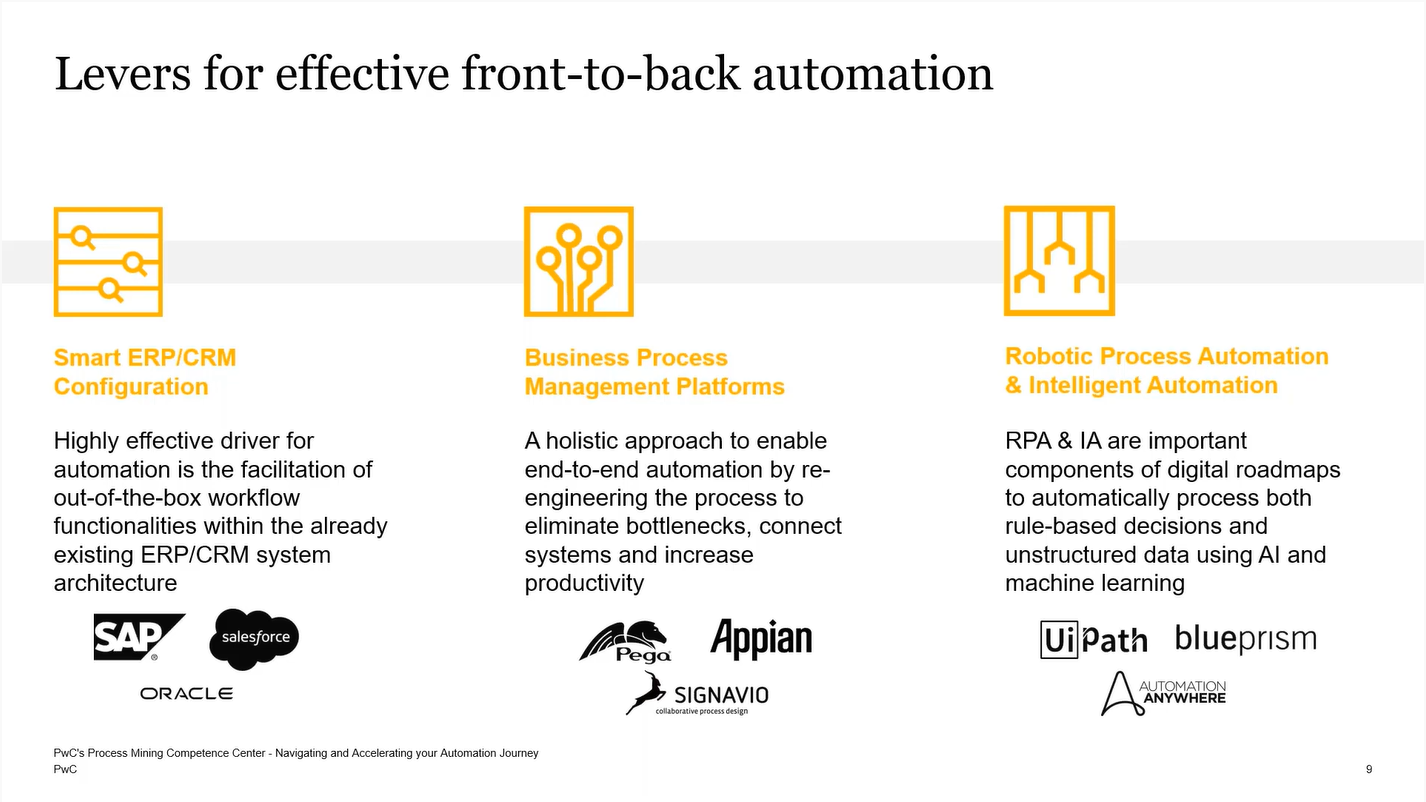 Levers for effective front-to-back automation
Smart ERP/CRM
Configuration
Highly effective driver for
automation is the facilitation of
out-of-the-box workflow
functionalities within the already
existing ERP/CRM system
architecture
SAP
®
salesforce
ORACLE
Business Process
Management Platforms
A holistic approach to enable
end-to-end automation by re-
engineering the process to
eliminate bottlenecks, connect
systems and increase
productivity
Pega
Appian
SIGNAVIO
collaborative process design
Robotic Process Automation
& Intelligent Automation
RPA & IA are important
components of digital roadmaps
to automatically process both
rule-based decisions and
unstructured data using AI and
machine learning
UiPath
blueprism
AUTOMATION
ANYWHERE
PwC's Process Mining Competence Center - Navigating and Accelerating your Automation Journey
PwC
9